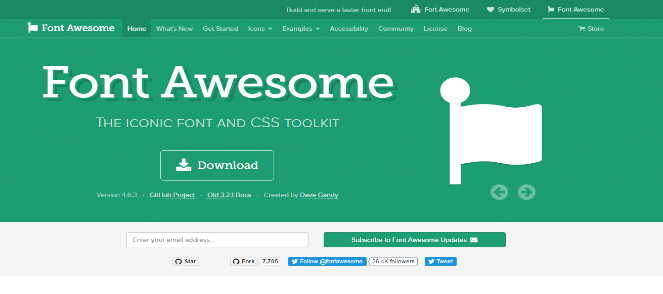 Build and serve a faster front end! Font Awesome Symbolset Font Awesome
Font Awesome Home What's New Get Started Icons Examples Accessibility Community License Blog Store
Font Awesome
The iconic font and CSS toolkit
Download
Version 4.6.3 · GitHub Project · Old 3.2.1 Docs · Created by Dave Gandy
Enter your email address... Subscribe to Font Awesome Updates
Star Fork 7,705 Follow @fontawesome 26.4K followers Tweet